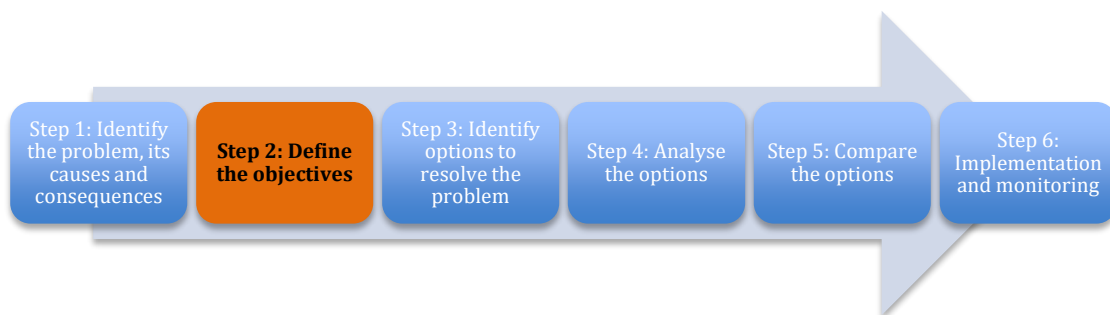 Step 1: Identify
the problem, its
causes and
consequences
Step 2: Define
the objectives
Step 3: Identify
options to
resolve the
problem
Step 4: Analyse
the options
Step 5: Compare
the options
Step 6:
Implementation
and monitoring